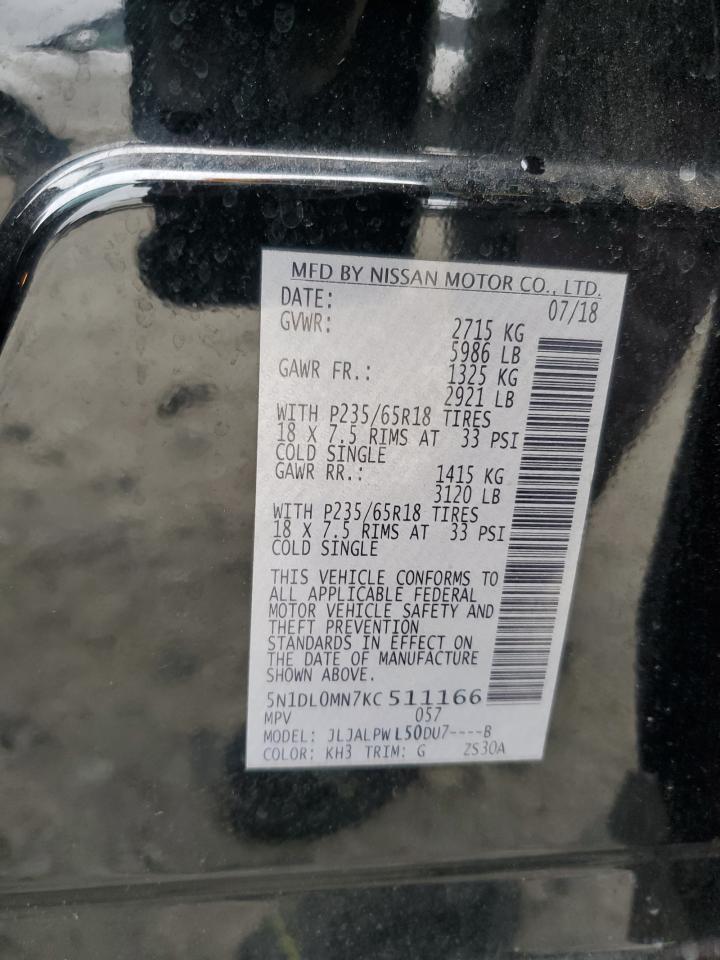 MFD BY NISSAN MOTOR CO., LTD.
DATE: 07/18
GVWR: 2715 KG
5986 LB
GAWR FR.: 1325 KG
2921 LB
WITH P235/65R18 TIRES
18 X 7.5 RIMS AT 33 PSI
COLD SINGLE
GAWR RR.: 1415 KG
3120 LB
WITH P235/65R18 TIRES
18 X 7.5 RIMS AT 33 PSI
COLD SINGLE
THIS VEHICLE CONFORMS TO
ALL APPLICABLE FEDERAL
MOTOR VEHICLE SAFETY AND
THEFT PREVENTION
STANDARDS IN EFFECT ON
THE DATE OF MANUFACTURE
SHOWN ABOVE.
5N1DL0MN7KC511166
MPV 057
MODEL: JLJALPWL50DU7----B
COLOR: KH3 TRIM: G ZS30A